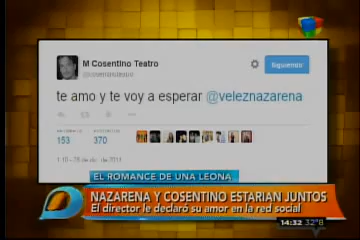 M Cosentino Teatro
@cosentinoteatro
Siguiendo
te amo y te voy a esperar @veleznazarena
153
370
EL ROMANCE DE UNA LEONA
NAZARENA Y COSENTINO ESTARIAN JUNTOS
El director le declaró su amor en la red social
14:32 32°8